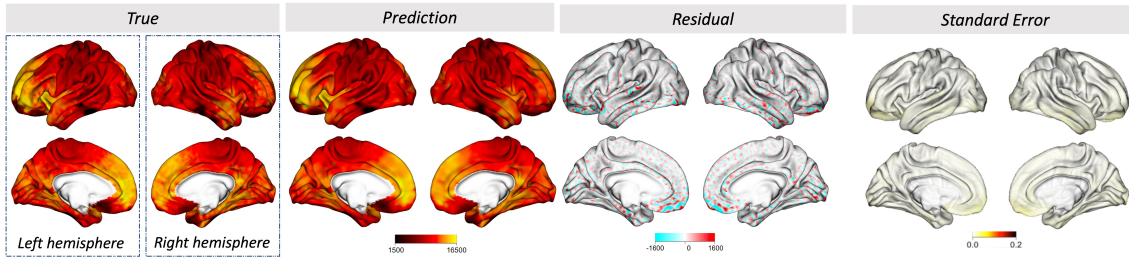 True
Prediction
Residual
Standard Error
Left hemisphere
Right hemisphere
1500
16500
-1600
0
1600
0.0
0.2